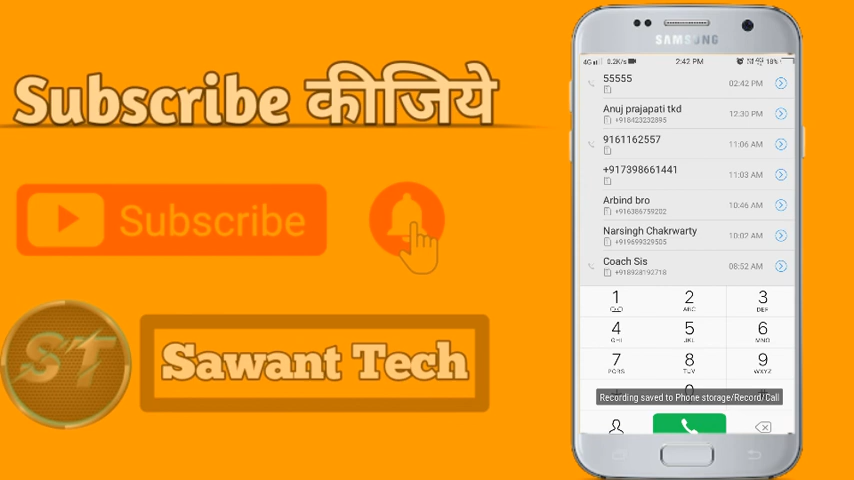 Subscribe कीजिये
Subscribe
ST
Sawant Tech
SAMSUNG
4G 0.2K/s 2:42 PM 18%
55555 02:42 PM
Anuj prajapati tkd 12:30 PM
+918423232895
9161162557 11:06 AM
+917398661441 11:03 AM
Arbind bro 10:46 AM
+916386759202
Narsingh Chakrwarty 10:02 AM
+919699329505
Coach Sis 08:52 AM
+918928192718
1 2 3
ABC DEF
4 5 6
GHI JKL MNO
7 8 9
PQRS TUV WXYZ
Recording saved to Phone storage/Record/Call